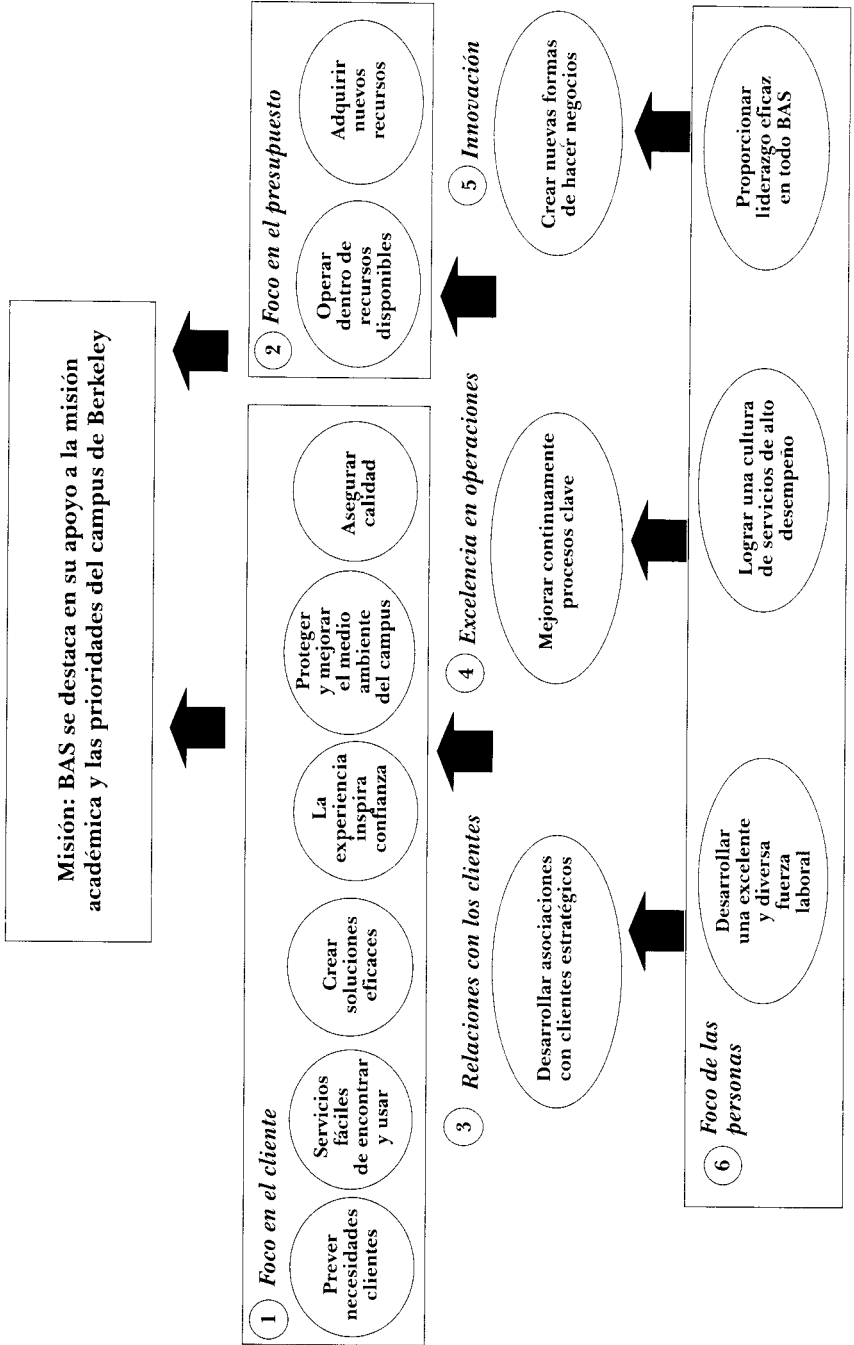 Misión: BAS se destaca en su apoyo a la misión
académica y las prioridades del campus de Berkeley
1 Foco en el cliente
Prever
necesidades
clientes
Servicios
fáciles
de encontrar
y usar
Crear
soluciones
eficaces
La
experiencia
inspira
confianza
Proteger
y mejorar
el medio
ambiente
del campus
Asegurar
calidad
2 Foco en el presupuesto
Operar
dentro de
recursos
disponibles
Adquirir
nuevos
recursos
3 Relaciones con los clientes
Desarrollar asociaciones
con clientes estratégicos
4 Excelencia en operaciones
Mejorar continuamente
procesos clave
5 Innovación
Crear nuevas formas
de hacer negocios
6 Foco de las
personas
Desarrollar
una excelente
y diversa
fuerza
laboral
Lograr una cultura
de servicios de alto
desempeño
Proporcionar
liderazgo eficaz
en todo BAS